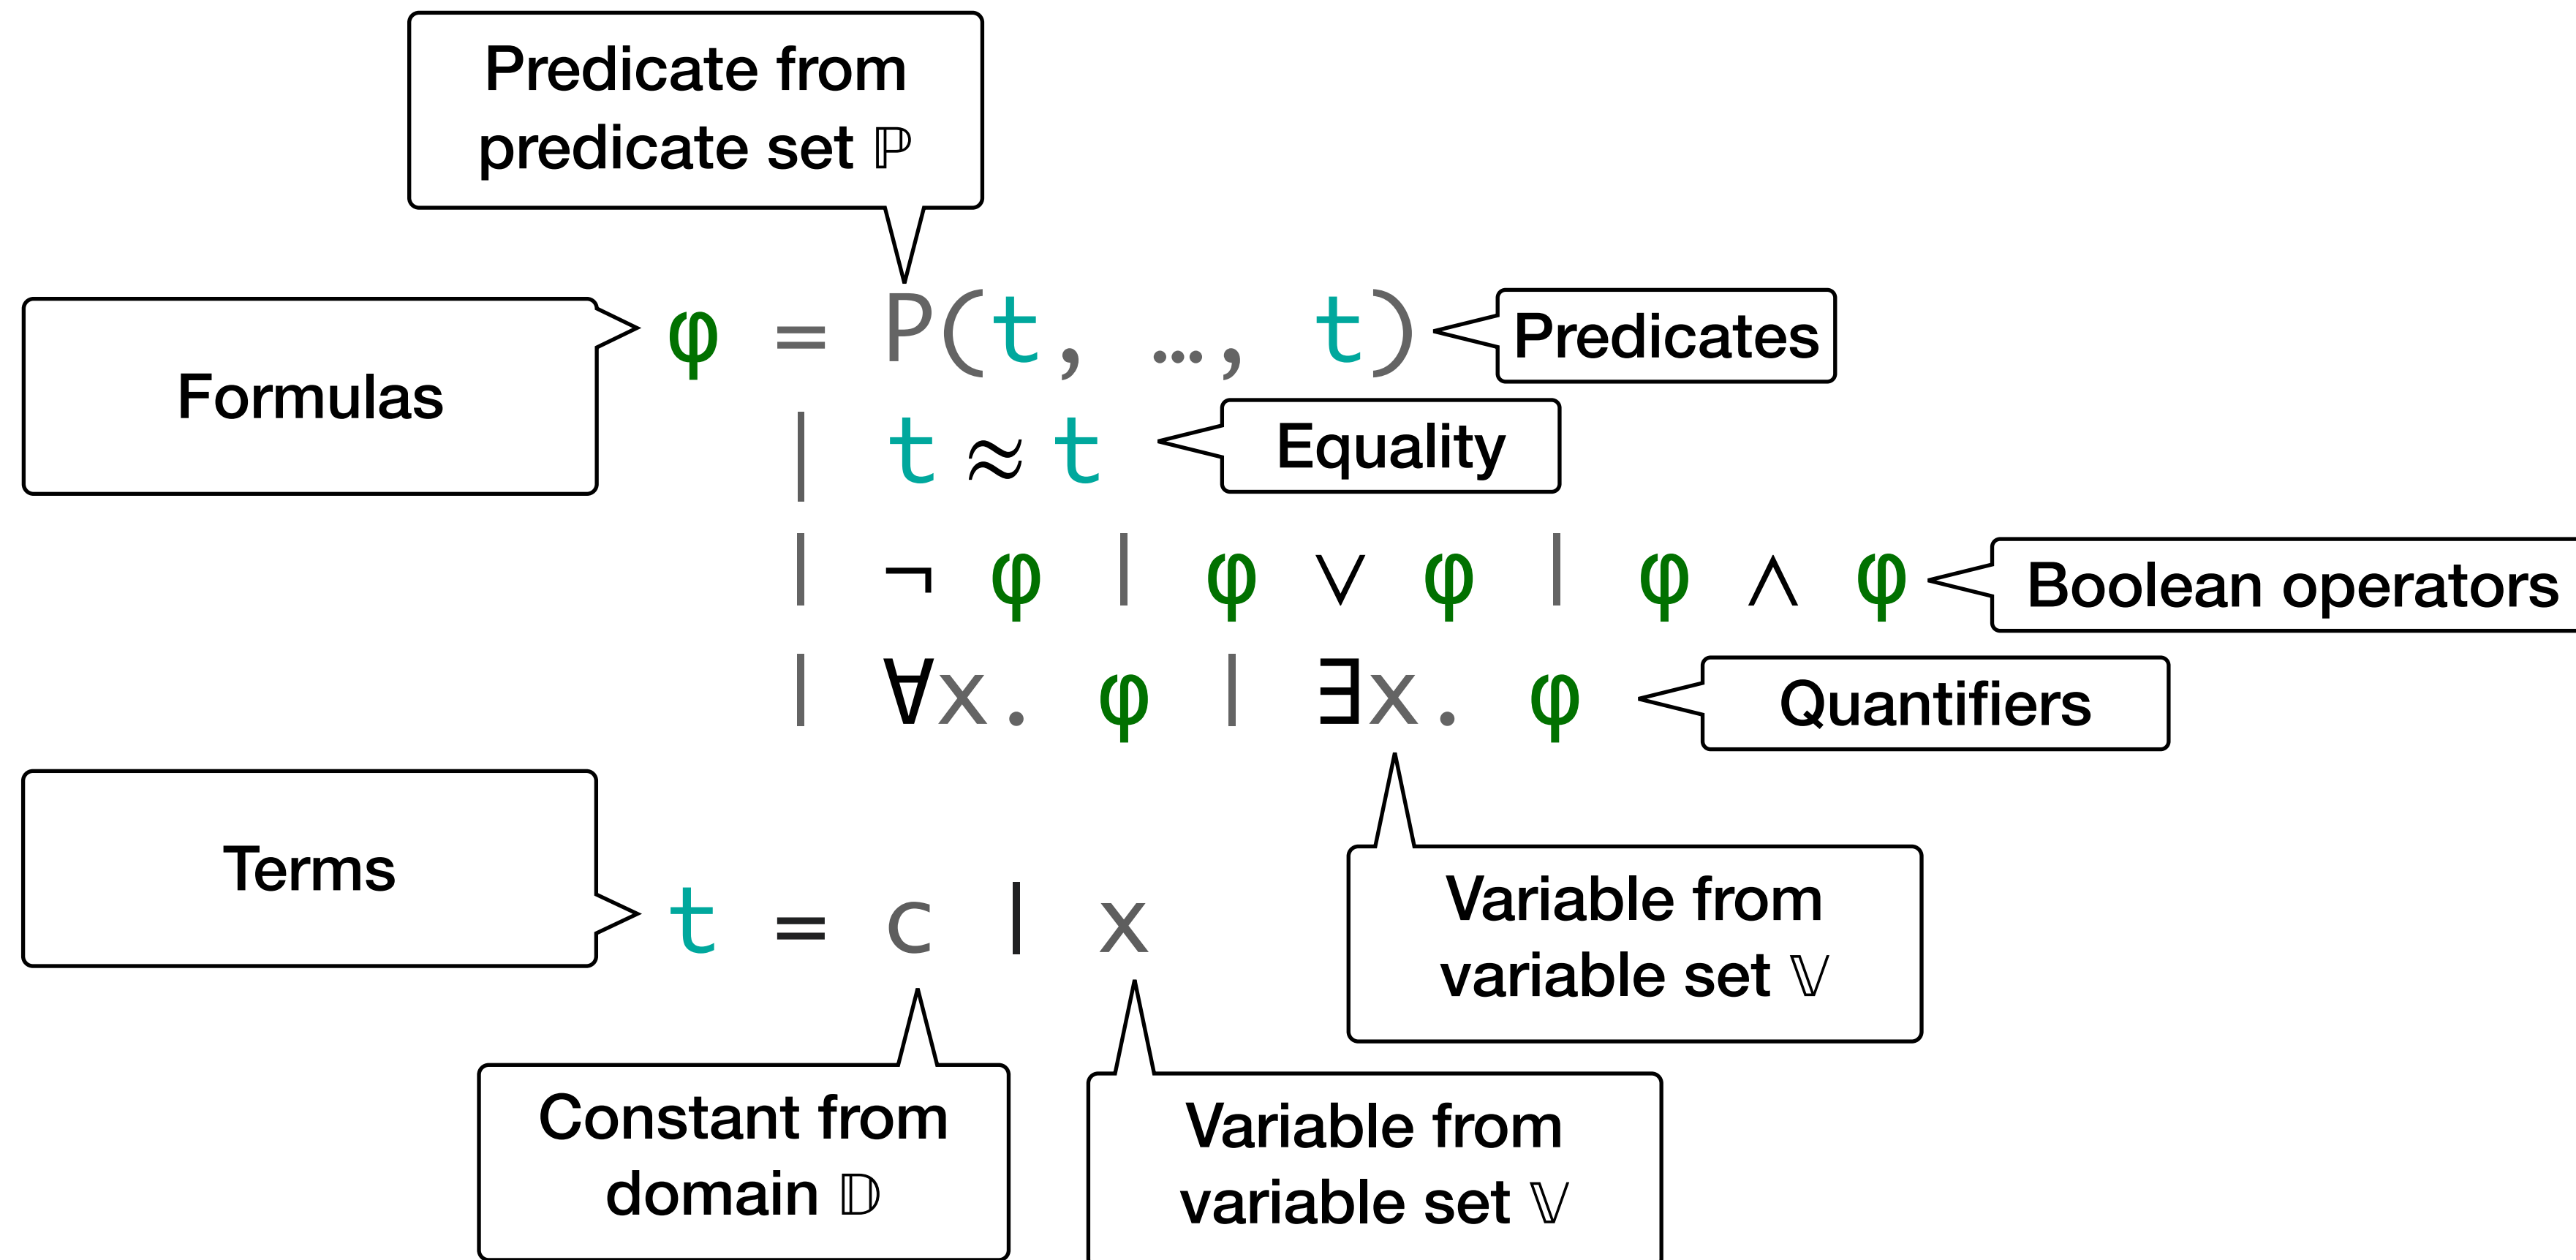 Predicate from
predicate set ℙ
Formulas
φ = P(t, …, t)
Predicates
| t ≈ t
Equality
| ¬ φ | φ ∨ φ | φ ∧ φ
Boolean operators
| ∀x. φ | ∃x. φ
Quantifiers
Terms
t = c | x
Variable from
variable set 𝕍
Constant from
domain 𝔻
Variable from
variable set 𝕍